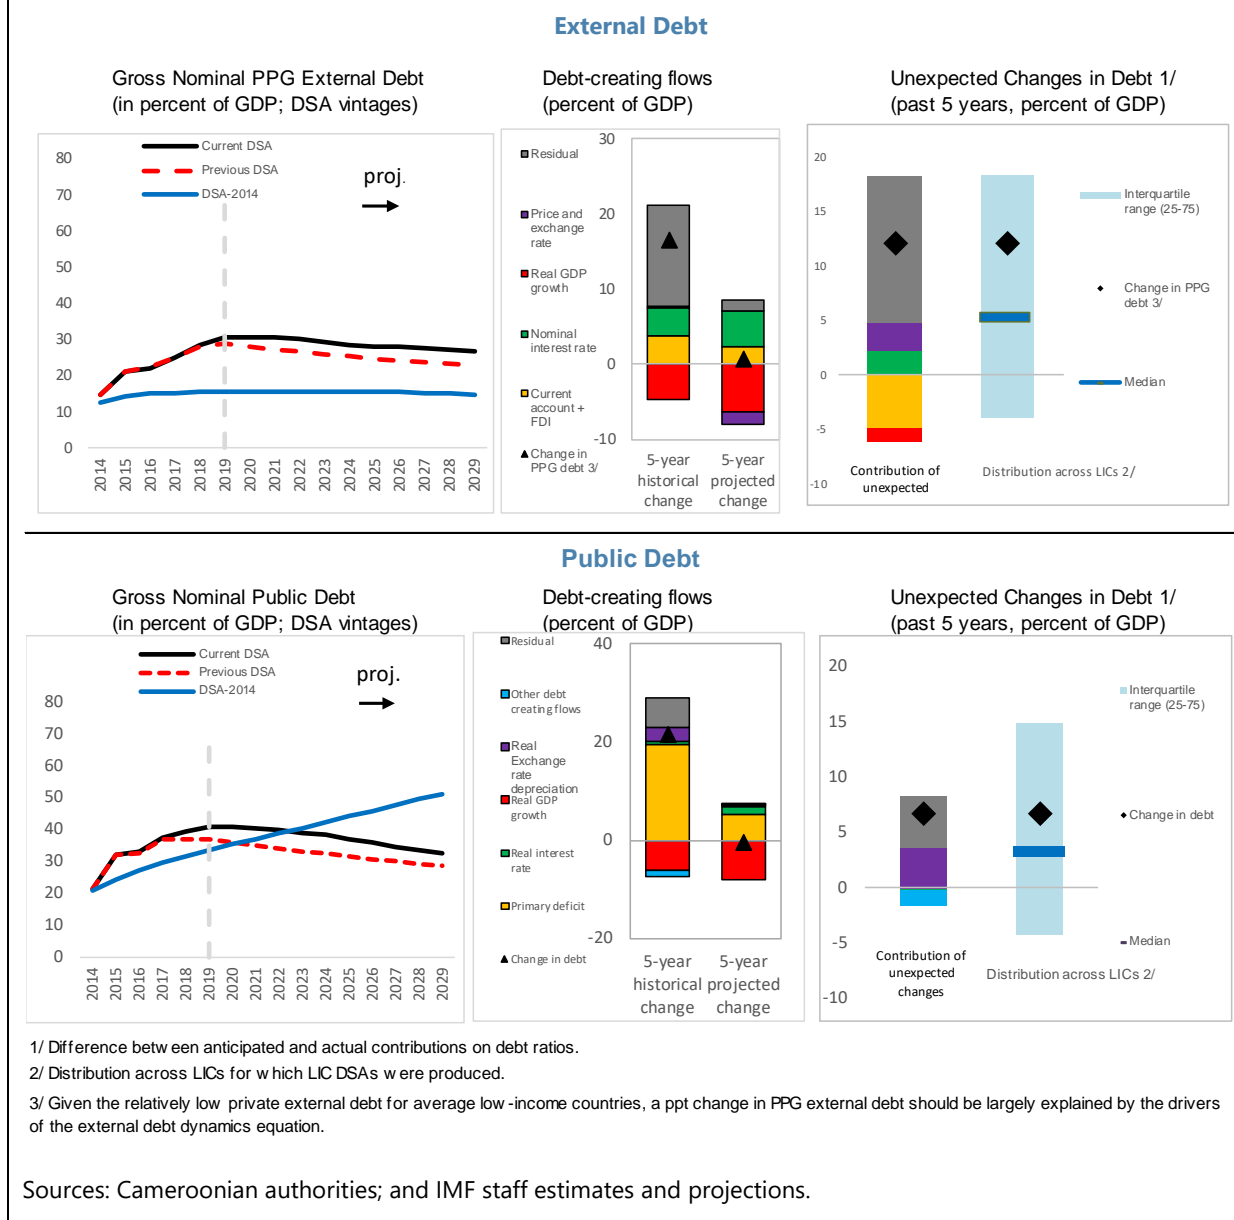 External Debt
Gross Nominal PPG External Debt
(in percent of GDP; DSA vintages)
Current DSA
Previous DSA
DSA-2014
proj.
80
70
60
50
40
30
20
10
0
2014
2015
2016
2017
2018
2019
2020
2021
2022
2023
2024
2025
2026
2027
2028
2029
Debt-creating flows
(percent of GDP)
Residual
Price and
exchange
rate
Real GDP
growth
Nominal
interest rate
Current
account +
FDI
Change in
PPG debt 3/
30
20
10
0
-10
5-year
historical
change
5-year
projected
change
Unexpected Changes in Debt 1/
(past 5 years, percent of GDP)
20
15
10
5
0
-5
-10
Contribution of
unexpected
Distribution across LICs 2/
Interquartile
range (25-75)
Change in PPG
debt 3/
Median
Public Debt
Gross Nominal Public Debt
(in percent of GDP; DSA vintages)
Current DSA
Previous DSA
DSA-2014
proj.
80
70
60
50
40
30
20
10
0
2014
2015
2016
2017
2018
2019
2020
2021
2022
2023
2024
2025
2026
2027
2028
2029
Debt-creating flows
(percent of GDP)
Residual
Other debt
creating flows
Real
Exchange
rate
depreciation
Real GDP
growth
Real interest
rate
Primary deficit
Change in debt
40
20
0
-20
5-year
historical
change
5-year
projected
change
Unexpected Changes in Debt 1/
(past 5 years, percent of GDP)
20
15
10
5
0
-5
-10
Contribution of
unexpected
changes
Distribution across LICs 2/
Interquartile
range (25-75)
Change in debt
Median
1/ Difference between anticipated and actual contributions on debt ratios.
2/ Distribution across LICs for which LIC DSAs were produced.
3/ Given the relatively low private external debt for average low-income countries, a ppt change in PPG external debt should be largely explained by the drivers
of the external debt dynamics equation.
Sources: Cameroonian authorities; and IMF staff estimates and projections.